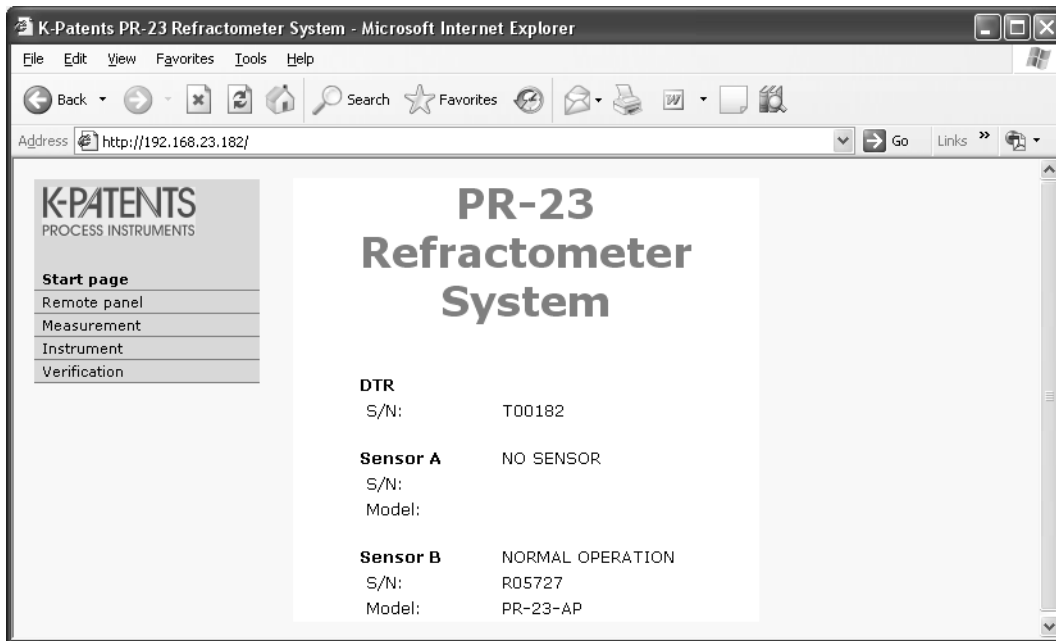 K-Patents PR-23 Refractometer System - Microsoft Internet Explorer
File Edit View Favorites Tools Help
Back Search Favorites
Address http://192.168.23.182/ Go Links »
K-PATENTS
PROCESS INSTRUMENTS
Start page
Remote panel
Measurement
Instrument
Verification
PR-23
Refractometer
System
DTR
S/N: T00182
Sensor A NO SENSOR
S/N:
Model:
Sensor B NORMAL OPERATION
S/N: R05727
Model: PR-23-AP